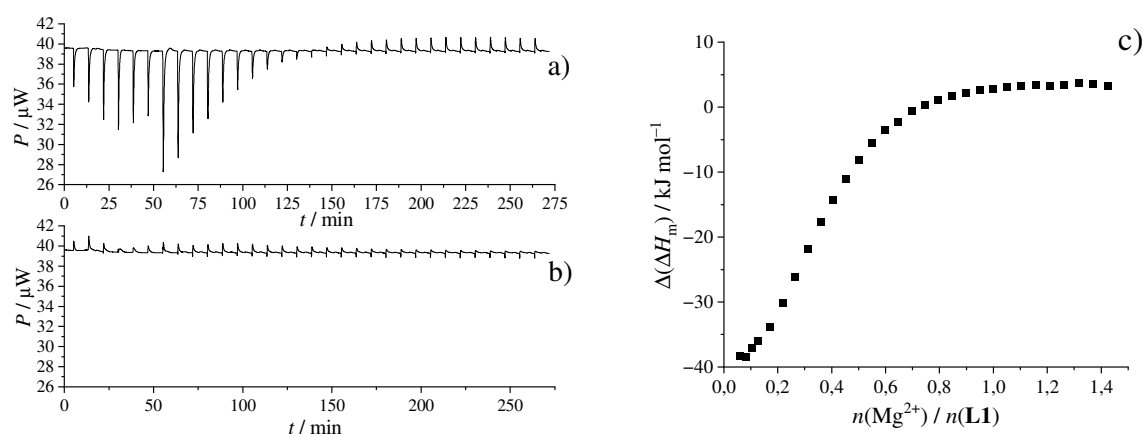 42
40
38
36
34
32
30
28
26
P / μW
a)
0 25 50 75 100 125 150 175 200 225 250 275
t / min
42
40
38
36
34
32
30
28
26
P / μW
b)
0 50 100 150 200 250
t / min
c)
10
0
−10
−20
−30
−40
Δ(ΔHm) / kJ mol⁻¹
0,0 0,2 0,4 0,6 0,8 1,0 1,2 1,4
n(Mg²⁺) / n(L1)